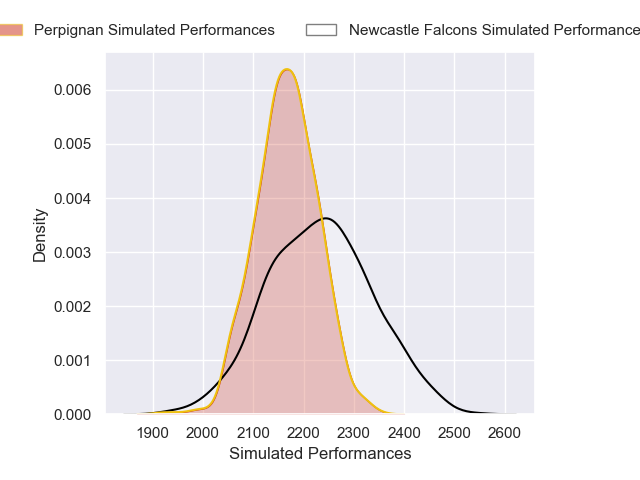 Perpignan Simulated Performances Newcastle Falcons Simulated Performance
0.006
0.005
0.004
0.003
0.002
0.001
0.000
Density
1900 2000 2100 2200 2300 2400 2500 2600
Simulated Performances